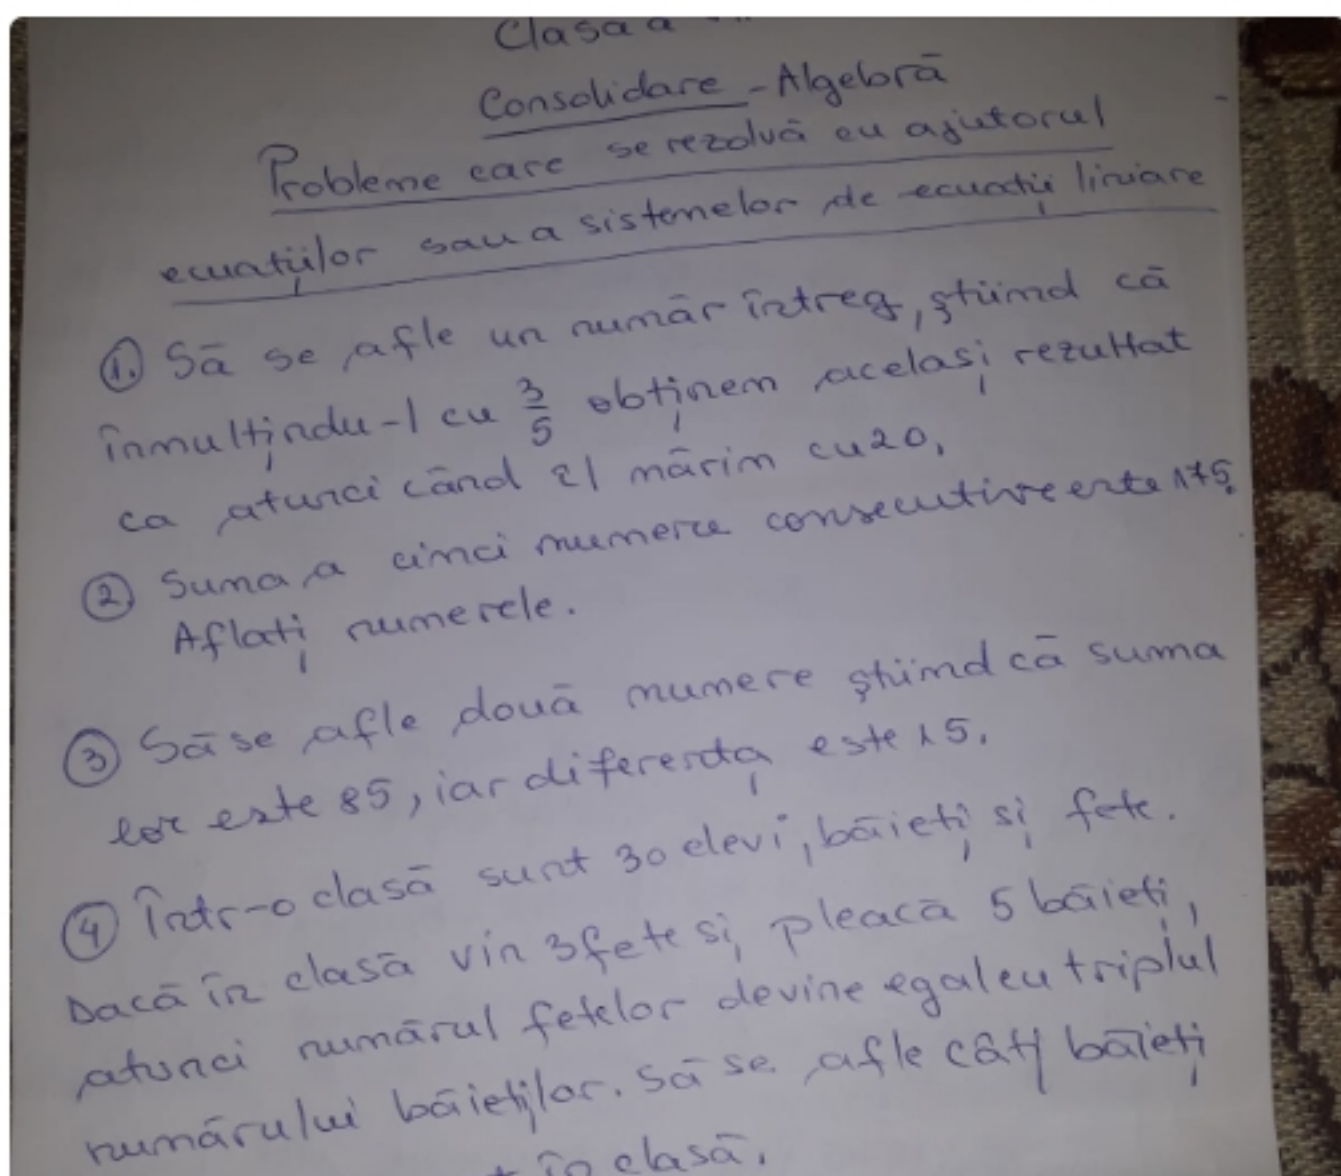 Clasa a
Consolidare - Algebră
Probleme care se rezolvă cu ajutorul
ecuațiilor sau a sistemelor de ecuații liniare
1. Să se afle un număr întreg, știind că
înmulțindu-l cu 3/5 obținem același rezultat
ca atunci când îl mărim cu 20.
2 Suma a cinci numere consecutive este 175.
Aflați numerele.
3 Să se afle două numere știind că suma
lor este 85, iar diferența este 15.
4 Într-o clasă sunt 30 elevi, băieți și fete.
Dacă în clasă vin 3 fete și pleacă 5 băieți,
atunci numărul fetelor devine egal cu triplul
numărului băieților. Să se afle câți băieți
în clasă.